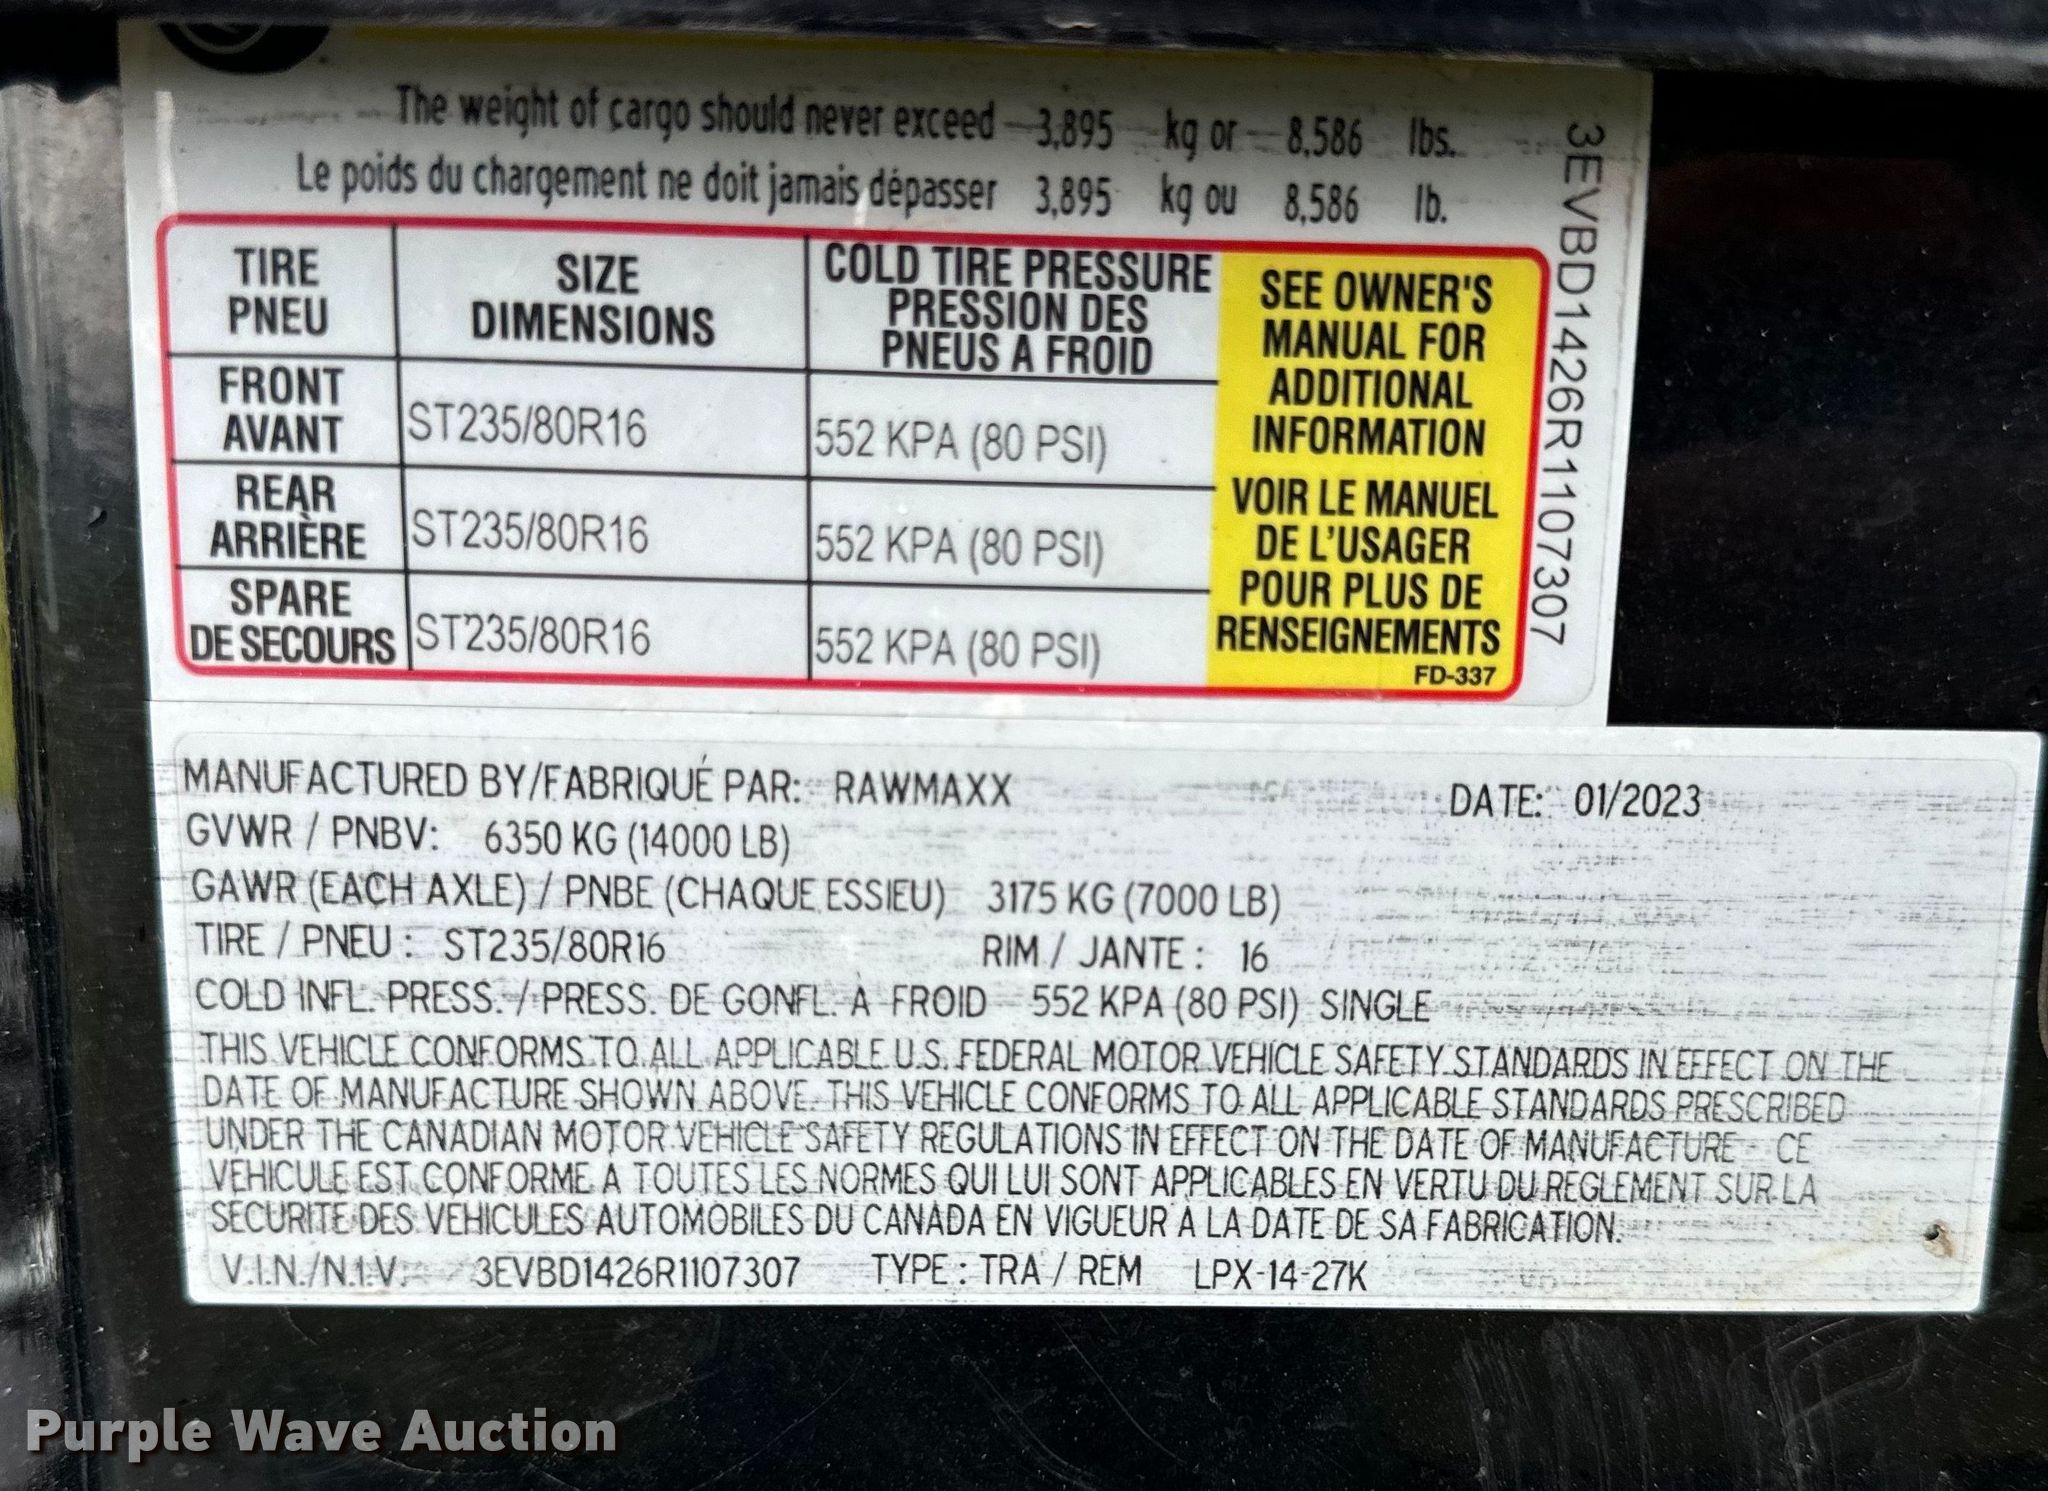 The weight of cargo should never exceed 3,895 kg or 8,586 lbs.
Le poids du chargement ne doit jamais dépasser 3,895 kg ou 8,586 lb.
TIRE
PNEU
SIZE
DIMENSIONS
COLD TIRE PRESSURE
PRESSION DES
PNEUS A FROID
FRONT
AVANT
ST235/80R16
552 KPA (80 PSI)
REAR
ARRIÈRE
ST235/80R16
552 KPA (80 PSI)
SPARE
DE SECOURS
ST235/80R16
552 KPA (80 PSI)
SEE OWNER'S
MANUAL FOR
ADDITIONAL
INFORMATION
VOIR LE MANUEL
DE L'USAGER
POUR PLUS DE
RENSEIGNEMENTS
FD-337
3EVBD1426R1107307
MANUFACTURED BY/FABRIQUÉ PAR: RAWMAXX DATE: 01/2023
GVWR / PNBV: 6350 KG (14000 LB)
GAWR (EACH AXLE) / PNBE (CHAQUE ESSIEU) 3175 KG (7000 LB)
TIRE / PNEU : ST235/80R16 RIM / JANTE : 16
COLD INFL. PRESS. / PRESS. DE GONFL. À FROID 552 KPA (80 PSI) SINGLE
THIS VEHICLE CONFORMS TO ALL APPLICABLE U.S. FEDERAL MOTOR VEHICLE SAFETY STANDARDS IN EFFECT ON THE
DATE OF MANUFACTURE SHOWN ABOVE. THIS VEHICLE CONFORMS TO ALL APPLICABLE STANDARDS PRESCRIBED
UNDER THE CANADIAN MOTOR VEHICLE SAFETY REGULATIONS IN EFFECT ON THE DATE OF MANUFACTURE - CE
VEHICULE EST CONFORME A TOUTES LES NORMES QUI LUI SONT APPLICABLES EN VERTU DU REGLEMENT SUR LA
SECURITE DES VEHICULES AUTOMOBILES DU CANADA EN VIGUEUR A LA DATE DE SA FABRICATION.
V.I.N./N.I.V. 3EVBD1426R1107307 TYPE : TRA / REM LPX-14-27K
Purple Wave Auction